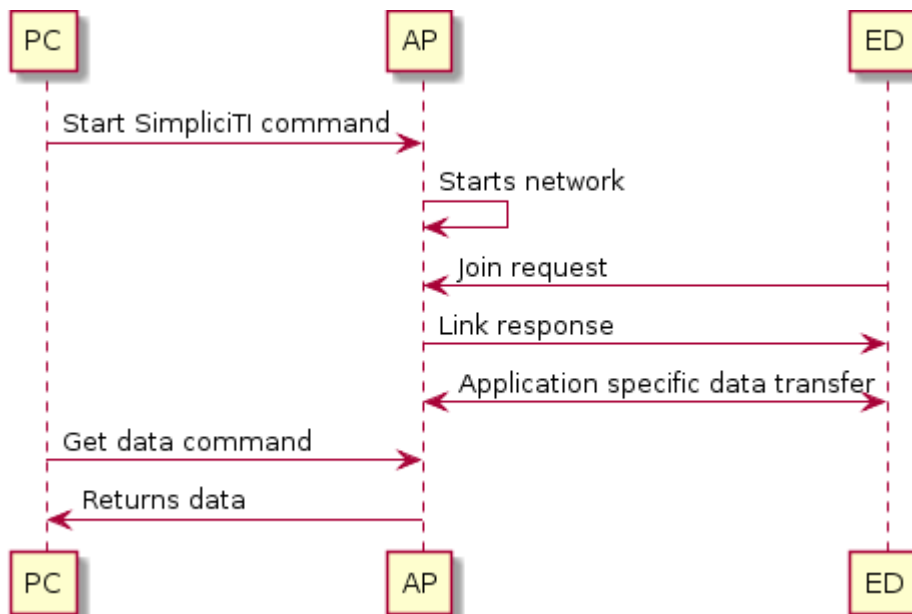 PC AP ED
Start SimpliciTI command
Starts network
Join request
Link response
Application specific data transfer
Get data command
Returns data
PC AP ED